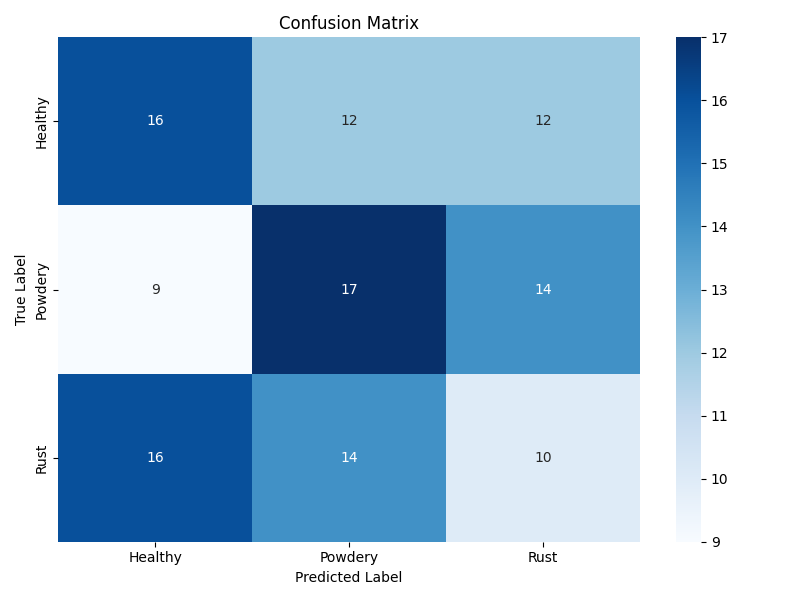 Confusion Matrix
True Label
Healthy
16 12 12
Powdery
9 17 14
Rust
16 14 10
Healthy Powdery Rust
Predicted Label
17
16
15
14
13
12
11
10
9